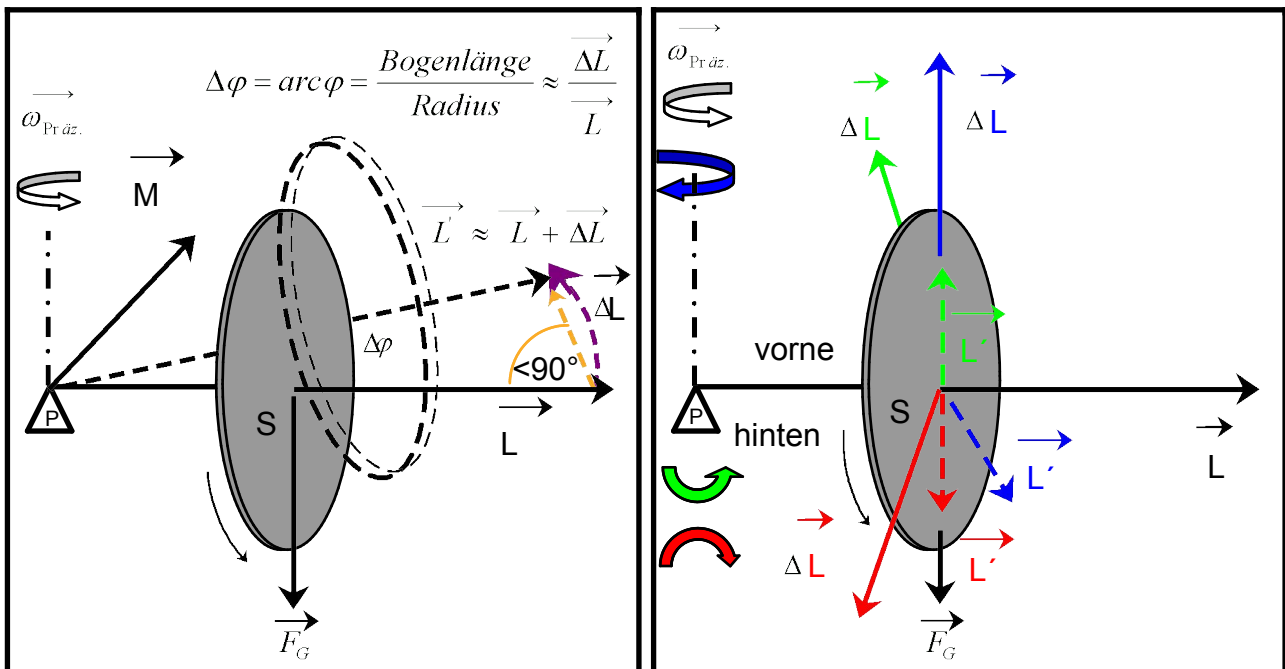 Δφ = arc φ = Bogenlänge / Radius ≈ ΔL / L
ω Präz.
M
L' ≈ L + ΔL
ΔL
Δφ
<90°
P
S
L
F_G
ω Präz.
ΔL
ΔL
vorne
L´
P
S
hinten
L
L´
ΔL
L´
F_G